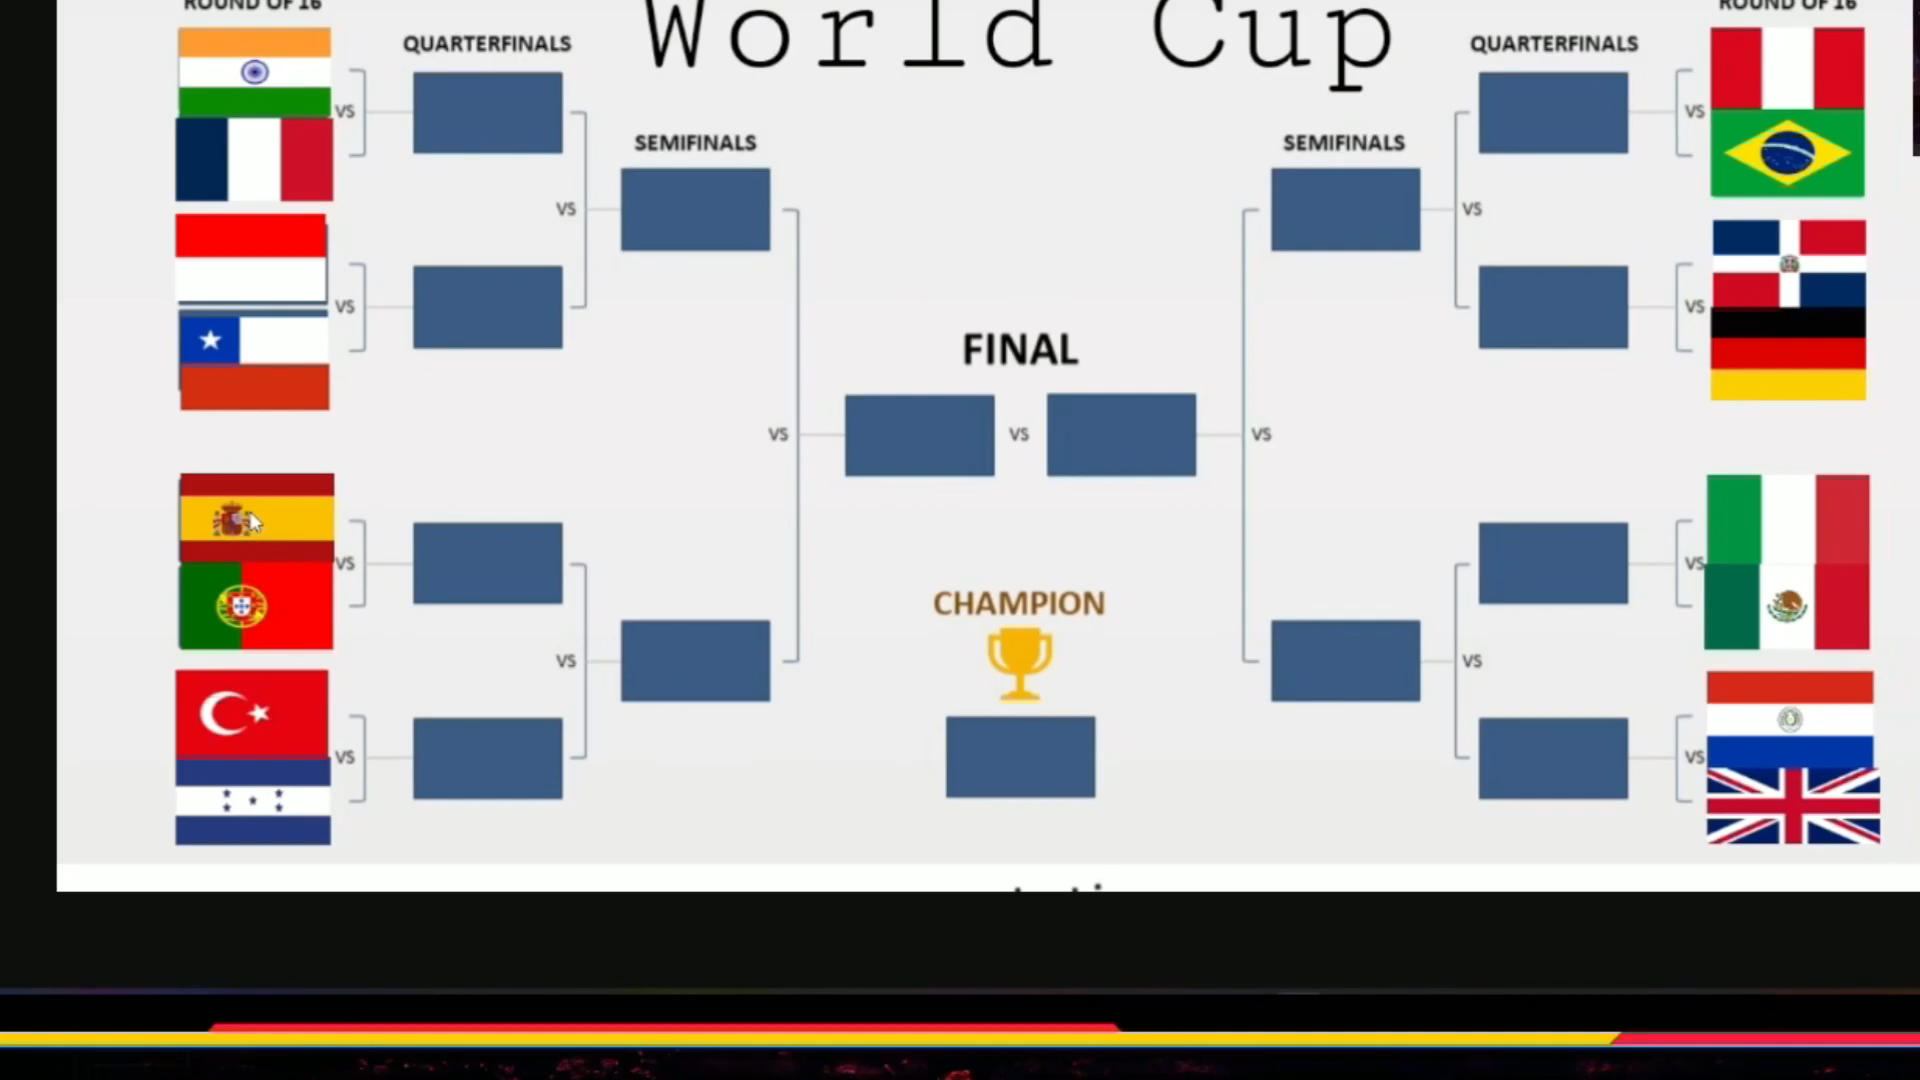 ROUND OF 16
World Cup
ROUND OF 16
QUARTERFINALS
QUARTERFINALS
VS
VS
SEMIFINALS
SEMIFINALS
VS
VS
VS
VS
FINAL
VS
VS
VS
VS
VS
CHAMPION
VS
VS
VS
VS